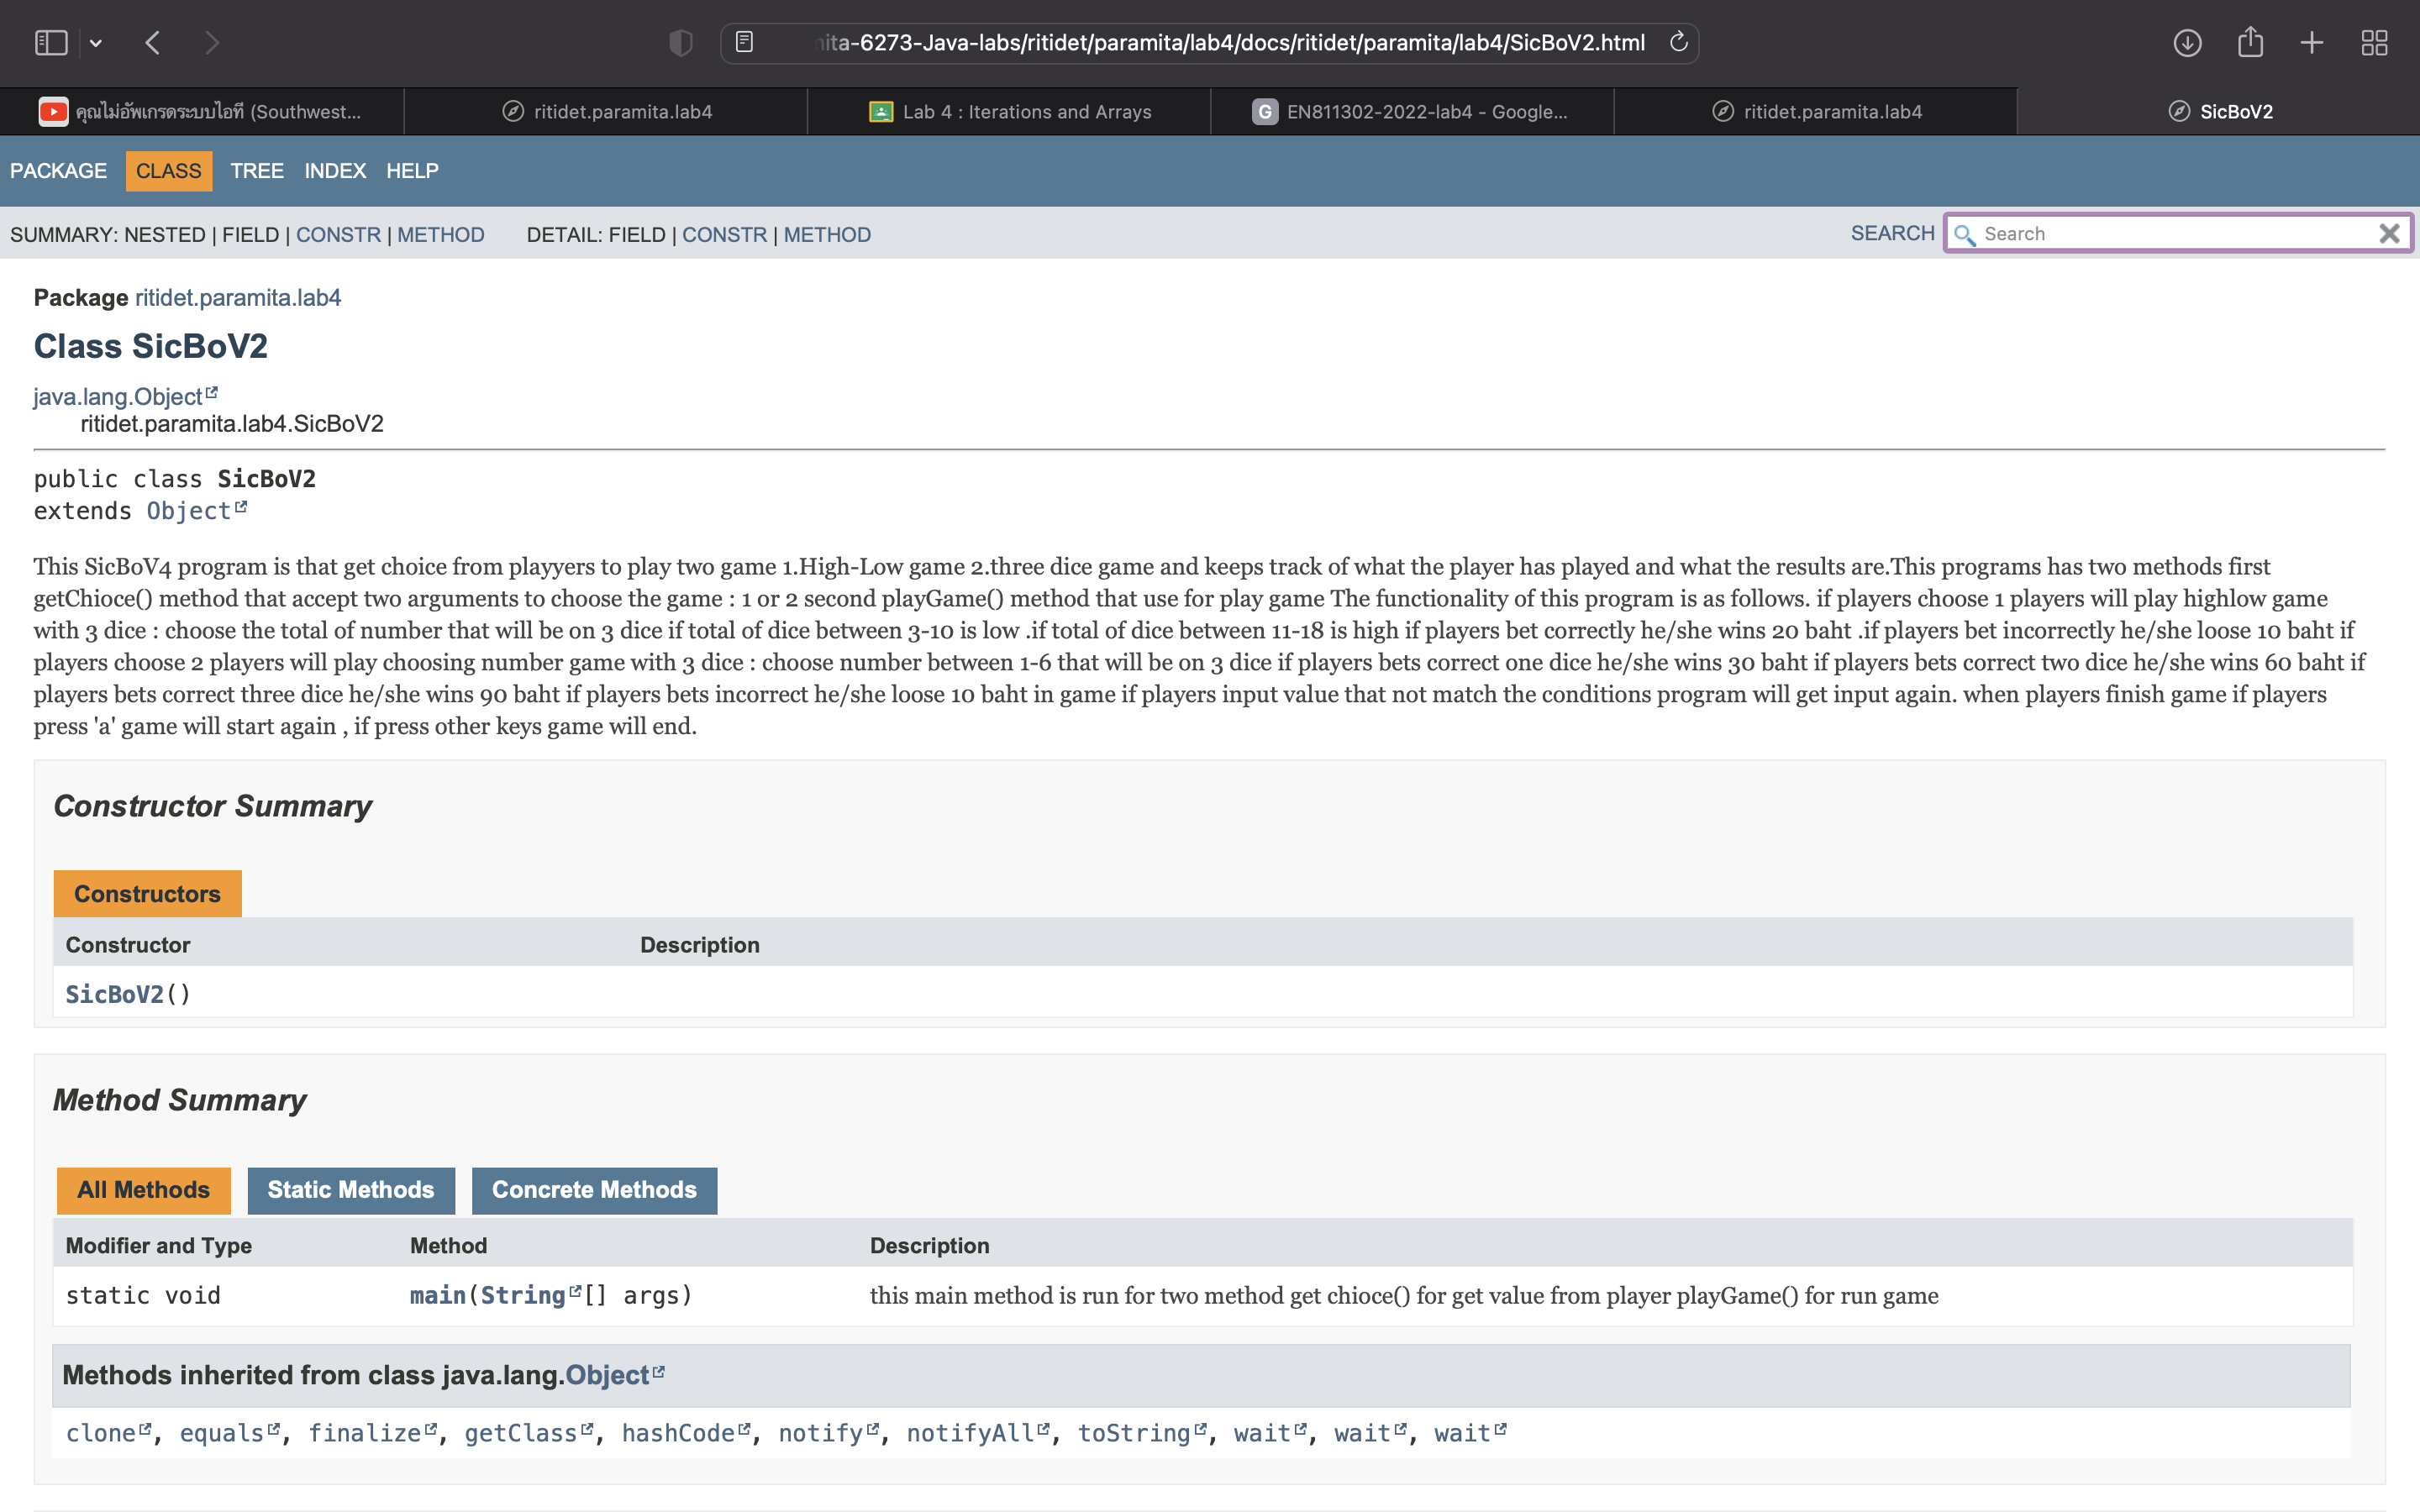 ita-6273-Java-labs/ritidet/paramita/lab4/docs/ritidet/paramita/lab4/SicBoV2.html
คุณไม่อัพเกรดระบบไอที (Southwest... ritidet.paramita.lab4 Lab 4 : Iterations and Arrays G EN811302-2022-lab4 - Google... ritidet.paramita.lab4 SicBoV2
PACKAGE CLASS TREE INDEX HELP
SUMMARY: NESTED | FIELD | CONSTR | METHOD DETAIL: FIELD | CONSTR | METHOD SEARCH Search
Package ritidet.paramita.lab4
Class SicBoV2
java.lang.Object
ritidet.paramita.lab4.SicBoV2
public class SicBoV2
extends Object
This SicBoV4 program is that get choice from playyers to play two game 1.High-Low game 2.three dice game and keeps track of what the player has played and what the results are.This programs has two methods first
getChioce() method that accept two arguments to choose the game : 1 or 2 second playGame() method that use for play game The functionality of this program is as follows. if players choose 1 players will play highlow game
with 3 dice : choose the total of number that will be on 3 dice if total of dice between 3-10 is low .if total of dice between 11-18 is high if players bet correctly he/she wins 20 baht .if players bet incorrectly he/she loose 10 baht if
players choose 2 players will play choosing number game with 3 dice : choose number between 1-6 that will be on 3 dice if players bets correct one dice he/she wins 30 baht if players bets correct two dice he/she wins 60 baht if
players bets correct three dice he/she wins 90 baht if players bets incorrect he/she loose 10 baht in game if players input value that not match the conditions program will get input again. when players finish game if players
press 'a' game will start again , if press other keys game will end.
Constructor Summary
Constructors
Constructor Description
SicBoV2()
Method Summary
All Methods Static Methods Concrete Methods
Modifier and Type Method Description
static void main(String[] args) this main method is run for two method get chioce() for get value from player playGame() for run game
Methods inherited from class java.lang.Object
clone, equals, finalize, getClass, hashCode, notify, notifyAll, toString, wait, wait, wait